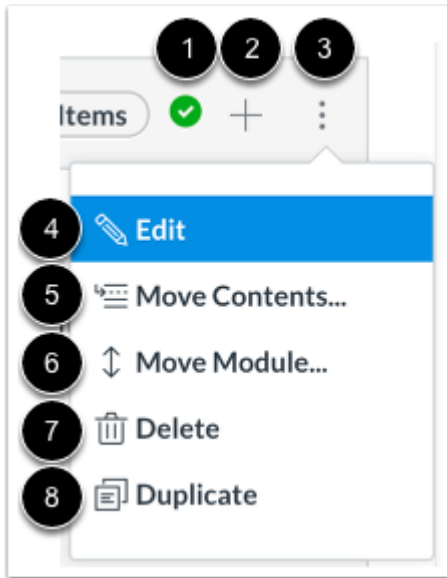 1 2 3
Items
4 Edit
5 Move Contents...
6 Move Module...
7 Delete
8 Duplicate